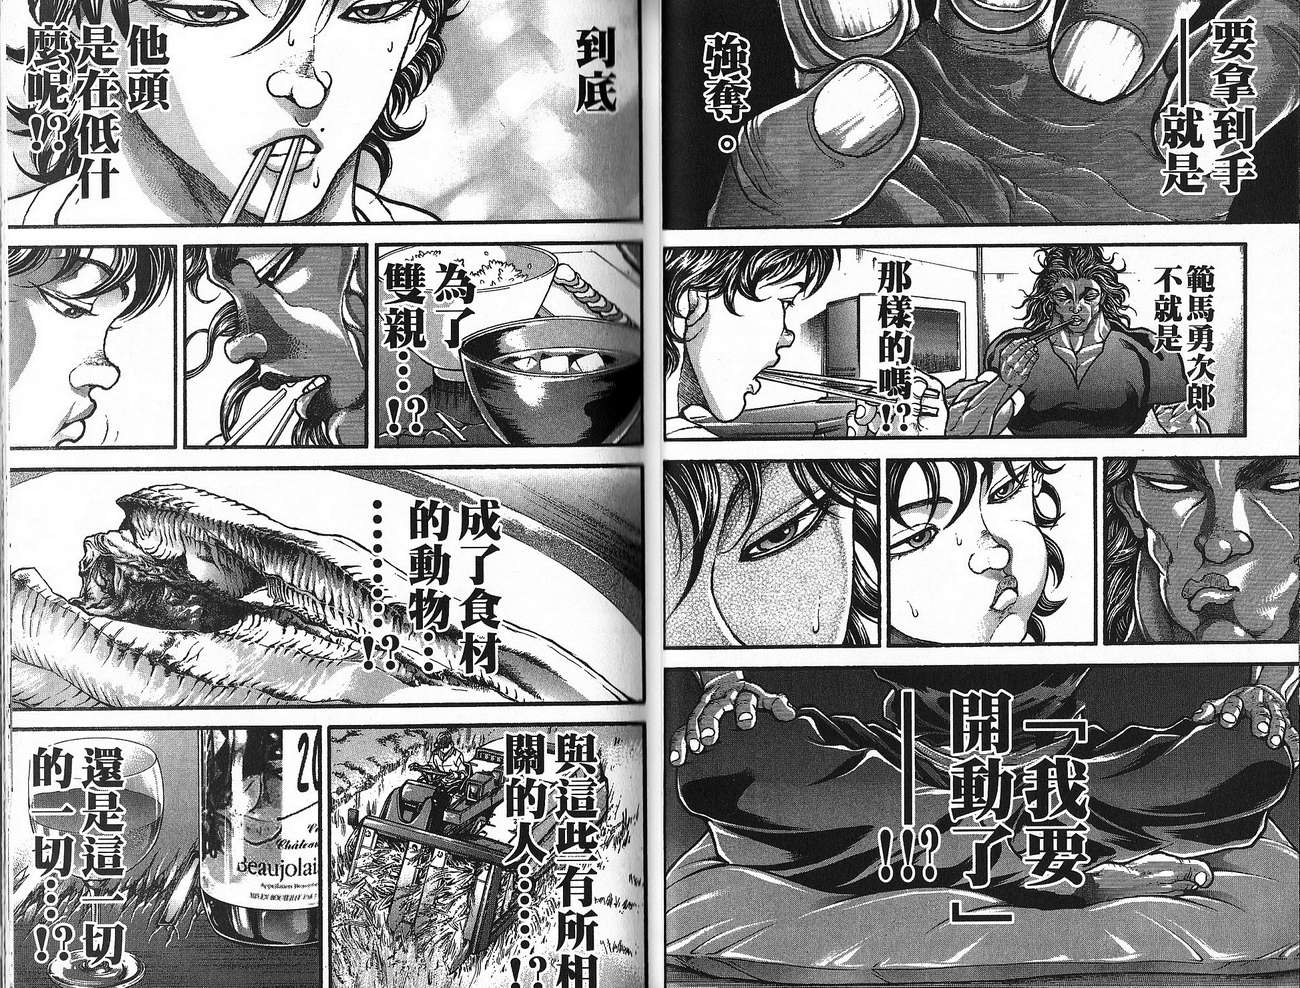 要拿到手
——就是
強奪。
範馬勇次郎
不就是
那樣的嗎!?
「我要
開動了」
——!!?
到底
他頭
是在低什
麼呢!?
為了
雙親……!?
成了食材
的動物…
………!?
與這些有所相
關的人……!?
20
Château
Beaujolai
還是這一切
的一切……!?